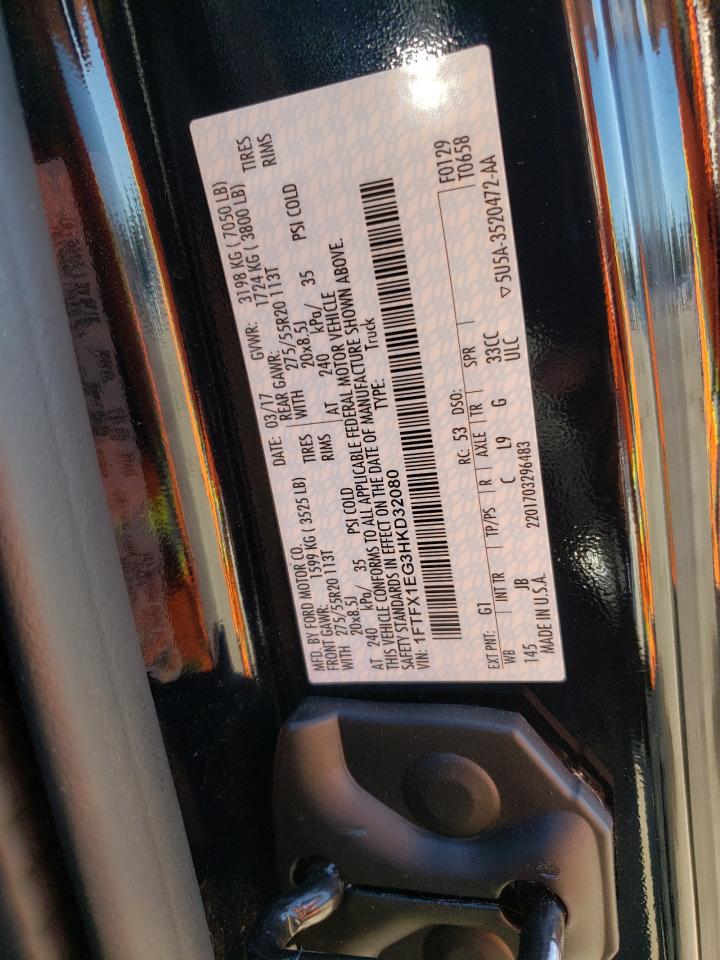 MFD. BY FORD MOTOR CO.
DATE: 03/17 GVWR: 3198 KG ( 7050 LB)
FRONT GAWR: 1599 KG ( 3525 LB) REAR GAWR: 1724 KG ( 3800 LB)
WITH 275/55R20 113T TIRES WITH 275/55R20 113T TIRES
20x8.5J RIMS 20x8.5J RIMS
AT 240 kPa/ 35 PSI COLD AT 240 kPa/ 35 PSI COLD
THIS VEHICLE CONFORMS TO ALL APPLICABLE FEDERAL MOTOR VEHICLE
SAFETY STANDARDS IN EFFECT ON THE DATE OF MANUFACTURE SHOWN ABOVE.
VIN: 1FTFX1EG3HKD32080 TYPE: Truck
F0129
T0658
EXT PNT: G1 RC: 53 DSO:
WB INT TR TP/PS R AXLE TR SPR
145 JB C L9 G 33CC
ULC
MADE IN U.S.A. 2201703296483 ▽5U5A-3520472-AA